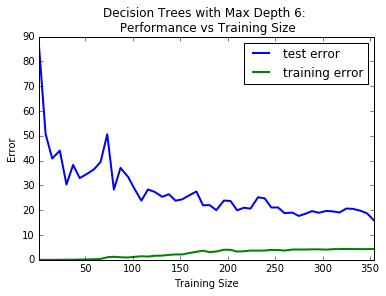 Decision Trees with Max Depth 6:
Performance vs Training Size
test error
training error
Error
90
80
70
60
50
40
30
20
10
0
50
100
150
200
250
300
350
Training Size